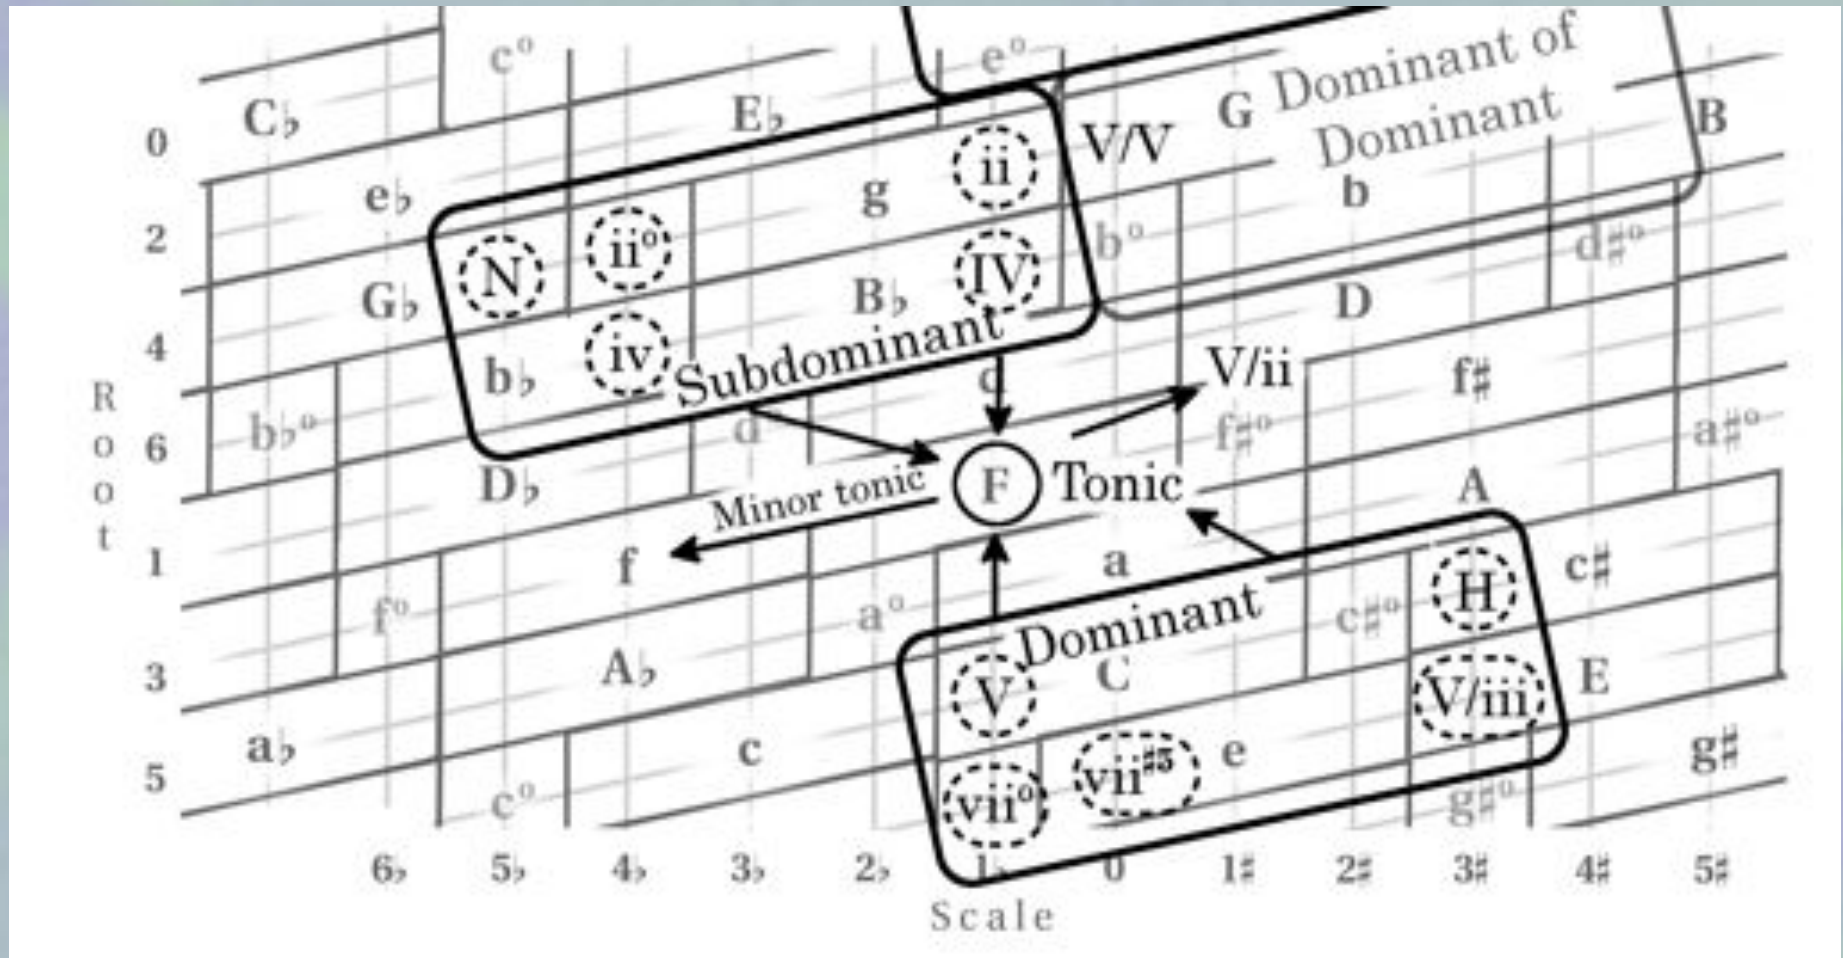 c° e°
C♭ E♭ G Dominant of
Dominant B
0 V/V
e♭ g ii b
2 N ii° b° d♯°
G♭ B♭ IV D
4 b♭ iv Subdominant d V/ii f♯
R
o
o
t
6 b♭° d f♯° a♯°
D♭ F Tonic A
Minor tonic
1 f a H c♯
f° a° Dominant c♯°
3 A♭ V C V/iii E
a♭ c e g♯
5 c° vii° vii♯5 g♯°
6♭ 5♭ 4♭ 3♭ 2♭ 1♭ 0 1♯ 2♯ 3♯ 4♯ 5♯
Scale